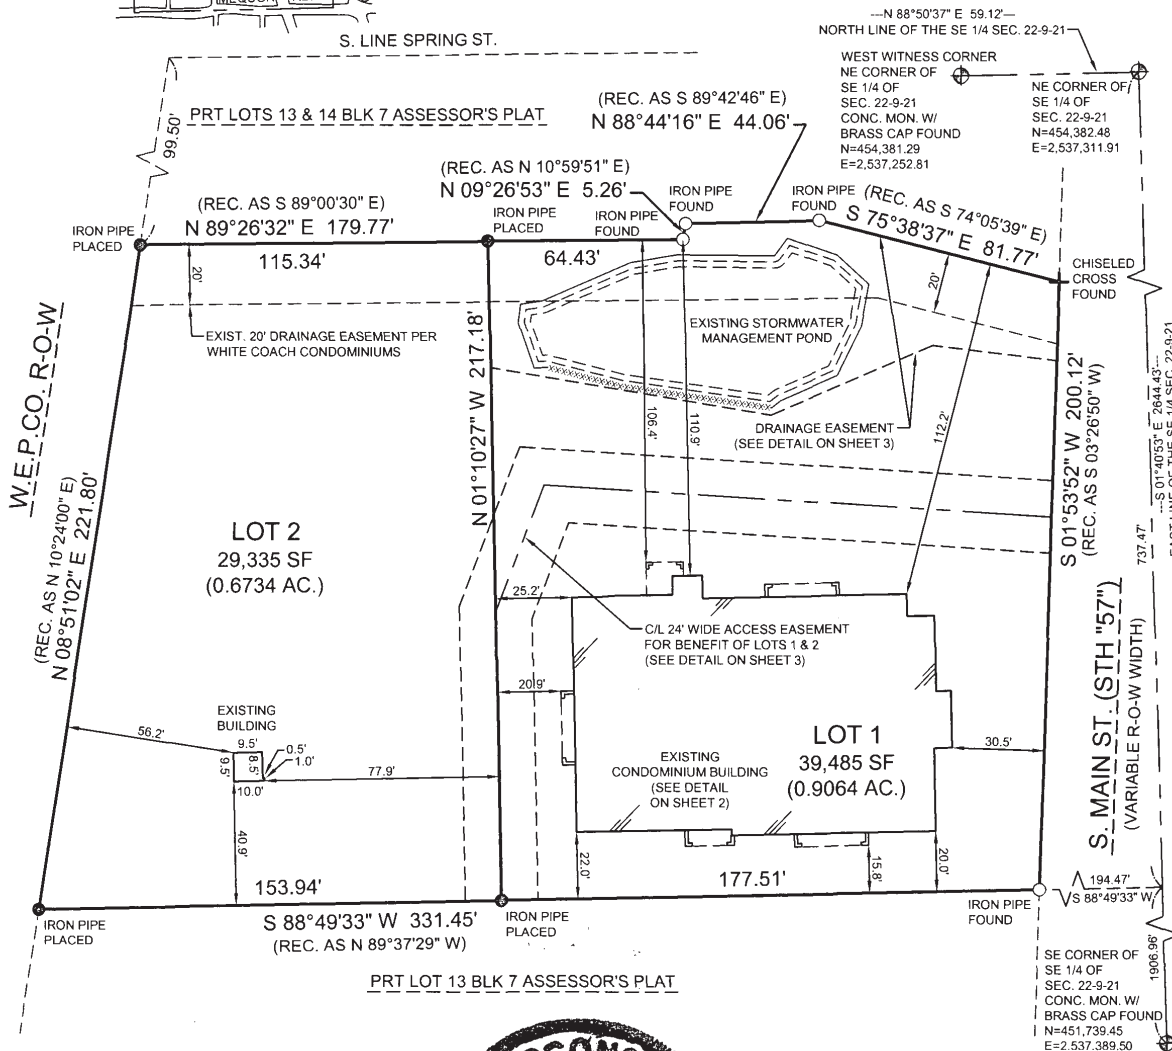 S. LINE SPRING ST.
---N 88°50'37" E 59.12'---
NORTH LINE OF THE SE 1/4 SEC. 22-9-21
WEST WITNESS CORNER
NE CORNER OF
SE 1/4 OF
SEC. 22-9-21
CONC. MON. W/
BRASS CAP FOUND
N=454,381.29
E=2,537,252.81
NE CORNER OF
SE 1/4 OF
SEC. 22-9-21
N=454,382.48
E=2,537,311.91
99.50'
PRT LOTS 13 & 14 BLK 7 ASSESSOR'S PLAT
(REC. AS S 89°42'46" E)
N 88°44'16" E 44.06'
(REC. AS N 10°59'51" E)
N 09°26'53" E 5.26'
IRON PIPE
FOUND
IRON PIPE
FOUND
(REC. AS S 74°05'39" E)
S 75°38'37" E 81.77'
(REC. AS S 89°00'30" E)
N 89°26'32" E 179.77'
IRON PIPE
PLACED
IRON PIPE
PLACED
IRON PIPE
FOUND
115.34'
64.43'
CHISELED
CROSS
FOUND
20'
20'
EXIST. 20' DRAINAGE EASEMENT PER
WHITE COACH CONDOMINIUMS
EXISTING STORMWATER
MANAGEMENT POND
W.E.P.CO. R-O-W
N 01°10'27" W 217.18'
106.4'
110.9'
112.2'
DRAINAGE EASEMENT
(SEE DETAIL ON SHEET 3)
S 01°53'52" W 200.12'
(REC. AS S 03°26'50" W)
---S 01°40'53" E 2644.43'---
EAST LINE OF THE SE 1/4 SEC. 22-9-21
737.47'
(REC. AS N 10°24'00" E)
N 08°51'02" E 221.80'
LOT 2
29,335 SF
(0.6734 AC.)
25.2'
C/L 24' WIDE ACCESS EASEMENT
FOR BENEFIT OF LOTS 1 & 2
(SEE DETAIL ON SHEET 3)
20.9'
S. MAIN ST. (STH "57")
(VARIABLE R-O-W WIDTH)
EXISTING
BUILDING
56.2'
9.5'
0.5'
1.0'
9.5'
8.5'
10.0'
77.9'
40.9'
LOT 1
39,485 SF
(0.9064 AC.)
EXISTING
CONDOMINIUM BUILDING
(SEE DETAIL
ON SHEET 2)
30.5'
22.0'
15.8'
20.0'
153.94'
177.51'
194.47'
S 88°49'33" W
IRON PIPE
PLACED
S 88°49'33" W 331.45'
(REC. AS N 89°37'29" W)
IRON PIPE
PLACED
IRON PIPE
FOUND
PRT LOT 13 BLK 7 ASSESSOR'S PLAT
1906.96'
SE CORNER OF
SE 1/4 OF
SEC. 22-9-21
CONC. MON. W/
BRASS CAP FOUND
N=451,739.45
E=2,537,389.50